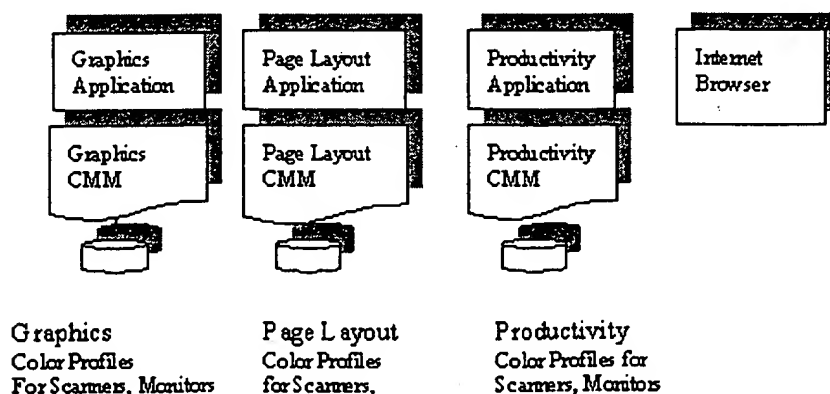 Graphics
Application
Page Layout
Application
Productivity
Application
Internet
Browser
Graphics
CMM
Page Layout
CMM
Productivity
CMM
Graphics
Color Profiles
For Scanners, Monitors
Page Layout
Color Profiles
for Scanners,
Productivity
Color Profiles for
Scanners, Monitors